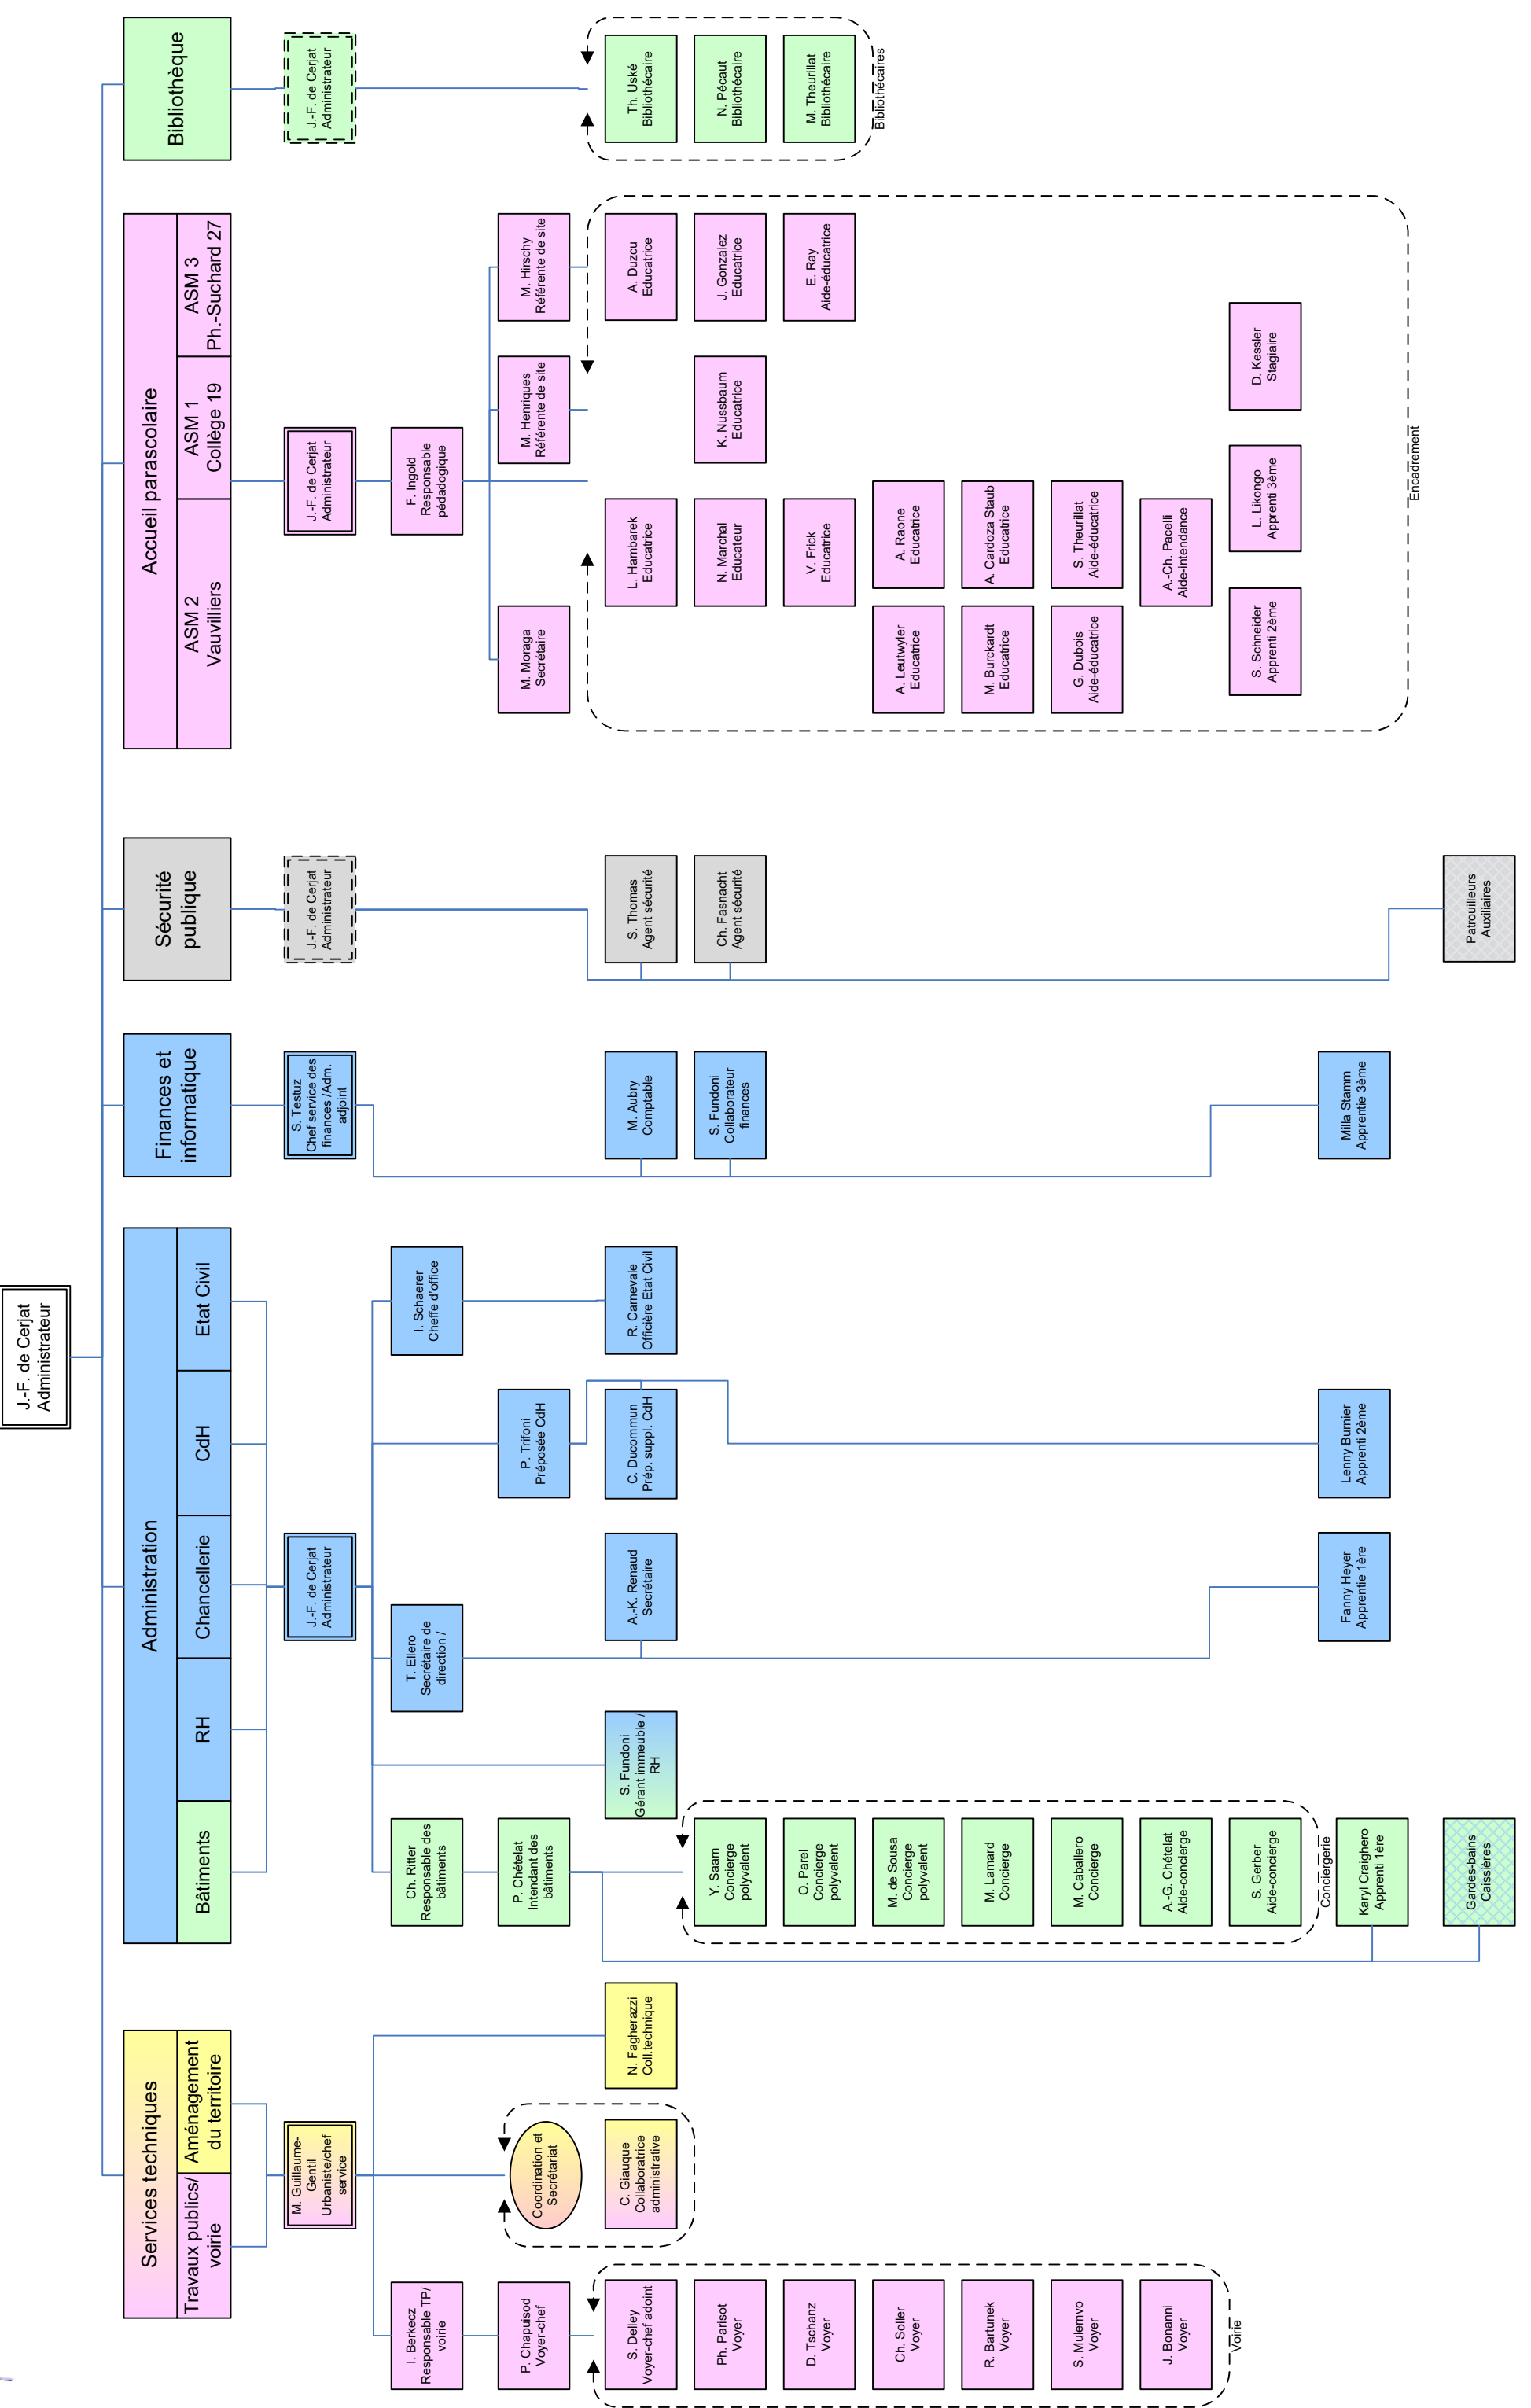 J.-F. de Cerjat
Administrateur
Services techniques
Travaux publics/
voirie
Aménagement
du territoire
Administration
Bâtiments
RH
Chancellerie
CdH
Etat Civil
Finances et
informatique
Sécurité
publique
Accueil parascolaire
ASM 2
Vauvilliers
ASM 1
Collège 19
ASM 3
Ph.-Suchard 27
Bibliothèque
M. Guillaume-
Gentil
Urbaniste/chef
service
J.-F. de Cerjat
Administrateur
S. Testuz
Chef service des
finances /Adm.
adjoint
J.-F. de Cerjat
Administrateur
J.-F. de Cerjat
Administrateur
J.-F. de Cerjat
Administrateur
I. Berkecz
Responsable TP/
voirie
Ch. Ritter
Responsable des
bâtiments
T. Ellero
Secrétaire de
direction /
I. Schaerer
Cheffe d'office
F. Ingold
Responsable
pédagogique
P. Chapuisod
Voyer-chef
Coordination et
Secrétariat
P. Chételat
Intendant des
bâtiments
P. Trifoni
Préposée CdH
M. Moraga
Secrétaire
M. Henriques
Référente de site
M. Hirschy
Référente de site
S. Delley
Voyer-chef adoint
C. Giauque
Collaboratrice
administrative
N. Fagherazzi
Coll.technique
S. Fundoni
Gérant immeuble /
RH
A.-K. Renaud
Secrétaire
C. Ducommun
Prép. suppl. CdH
R. Carnevale
Officière Etat Civil
M. Aubry
Comptable
S. Thomas
Agent sécurité
L. Hambarek
Educatrice
A. Duzcu
Educatrice
Th. Uské
Bibliothécaire
Ph. Parisot
Voyer
Y. Saam
Concierge
polyvalent
S. Fundoni
Collaborateur
finances
Ch. Fasnacht
Agent sécurité
N. Marchal
Educateur
K. Nussbaum
Educatrice
J. Gonzalez
Educatrice
N. Pécaut
Bibliothécaire
D. Tschanz
Voyer
O. Parel
Concierge
polyvalent
V. Frick
Educatrice
E. Ray
Aide-éducatrice
M. Theurillat
Bibliothécaire
Bibliothécaires
Ch. Soller
Voyer
M. de Sousa
Concierge
polyvalent
A. Leutwyler
Educatrice
A. Raone
Educatrice
R. Bartunek
Voyer
M. Lamard
Concierge
M. Burckardt
Educatrice
A. Cardoza Staub
Educatrice
S. Mulemvo
Voyer
M. Caballero
Concierge
G. Dubois
Aide-éducatrice
S. Theurillat
Aide-éducatrice
J. Bonanni
Voyer
A.-G. Chételat
Aide-concierge
A.-Ch. Pacelli
Aide-intendance
Voirie
S. Gerber
Aide-concierge
S. Schneider
Apprenti 2ème
L. Likongo
Apprenti 3ème
D. Kessler
Stagiaire
Conciergerie
Karyl Craighero
Apprenti 1ère
Fanny Heyer
Apprentie 1ère
Lenny Burnier
Apprenti 2ème
Milla Stamm
Apprentie 3ème
Encadrement
Gardes-bains
Caissières
Patrouilleurs
Auxiliaires